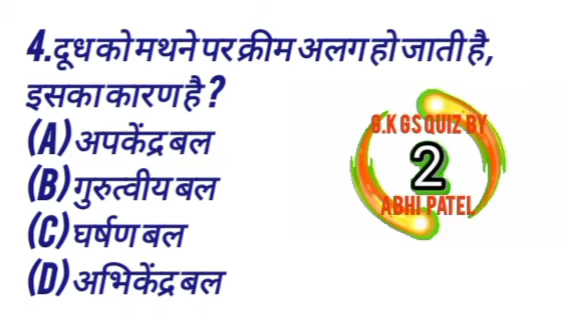 4.दूध को मथने पर क्रीम अलग हो जाती है,
इसका कारण है ?
(A) अपकेंद्र बल
(B) गुरुत्वीय बल
(C) घर्षण बल
(D) अभिकेंद्र बल
G.K GS QUIZ BY
2
ABHI PATEL